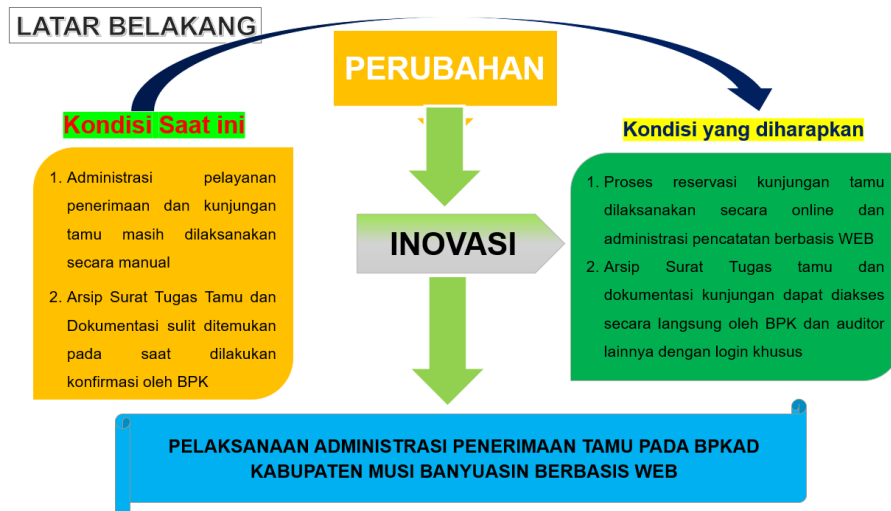 LATAR BELAKANG
PERUBAHAN
Kondisi Saat ini
1. Administrasi pelayanan
penerimaan dan kunjungan
tamu masih dilaksanakan
secara manual
2. Arsip Surat Tugas Tamu dan
Dokumentasi sulit ditemukan
pada saat dilakukan
konfirmasi oleh BPK
INOVASI
Kondisi yang diharapkan
1. Proses reservasi kunjungan tamu
dilaksanakan secara online dan
administrasi pencatatan berbasis WEB
2. Arsip Surat Tugas tamu dan
dokumentasi kunjungan dapat diakses
secara langsung oleh BPK dan auditor
lainnya dengan login khusus
PELAKSANAAN ADMINISTRASI PENERIMAAN TAMU PADA BPKAD
KABUPATEN MUSI BANYUASIN BERBASIS WEB